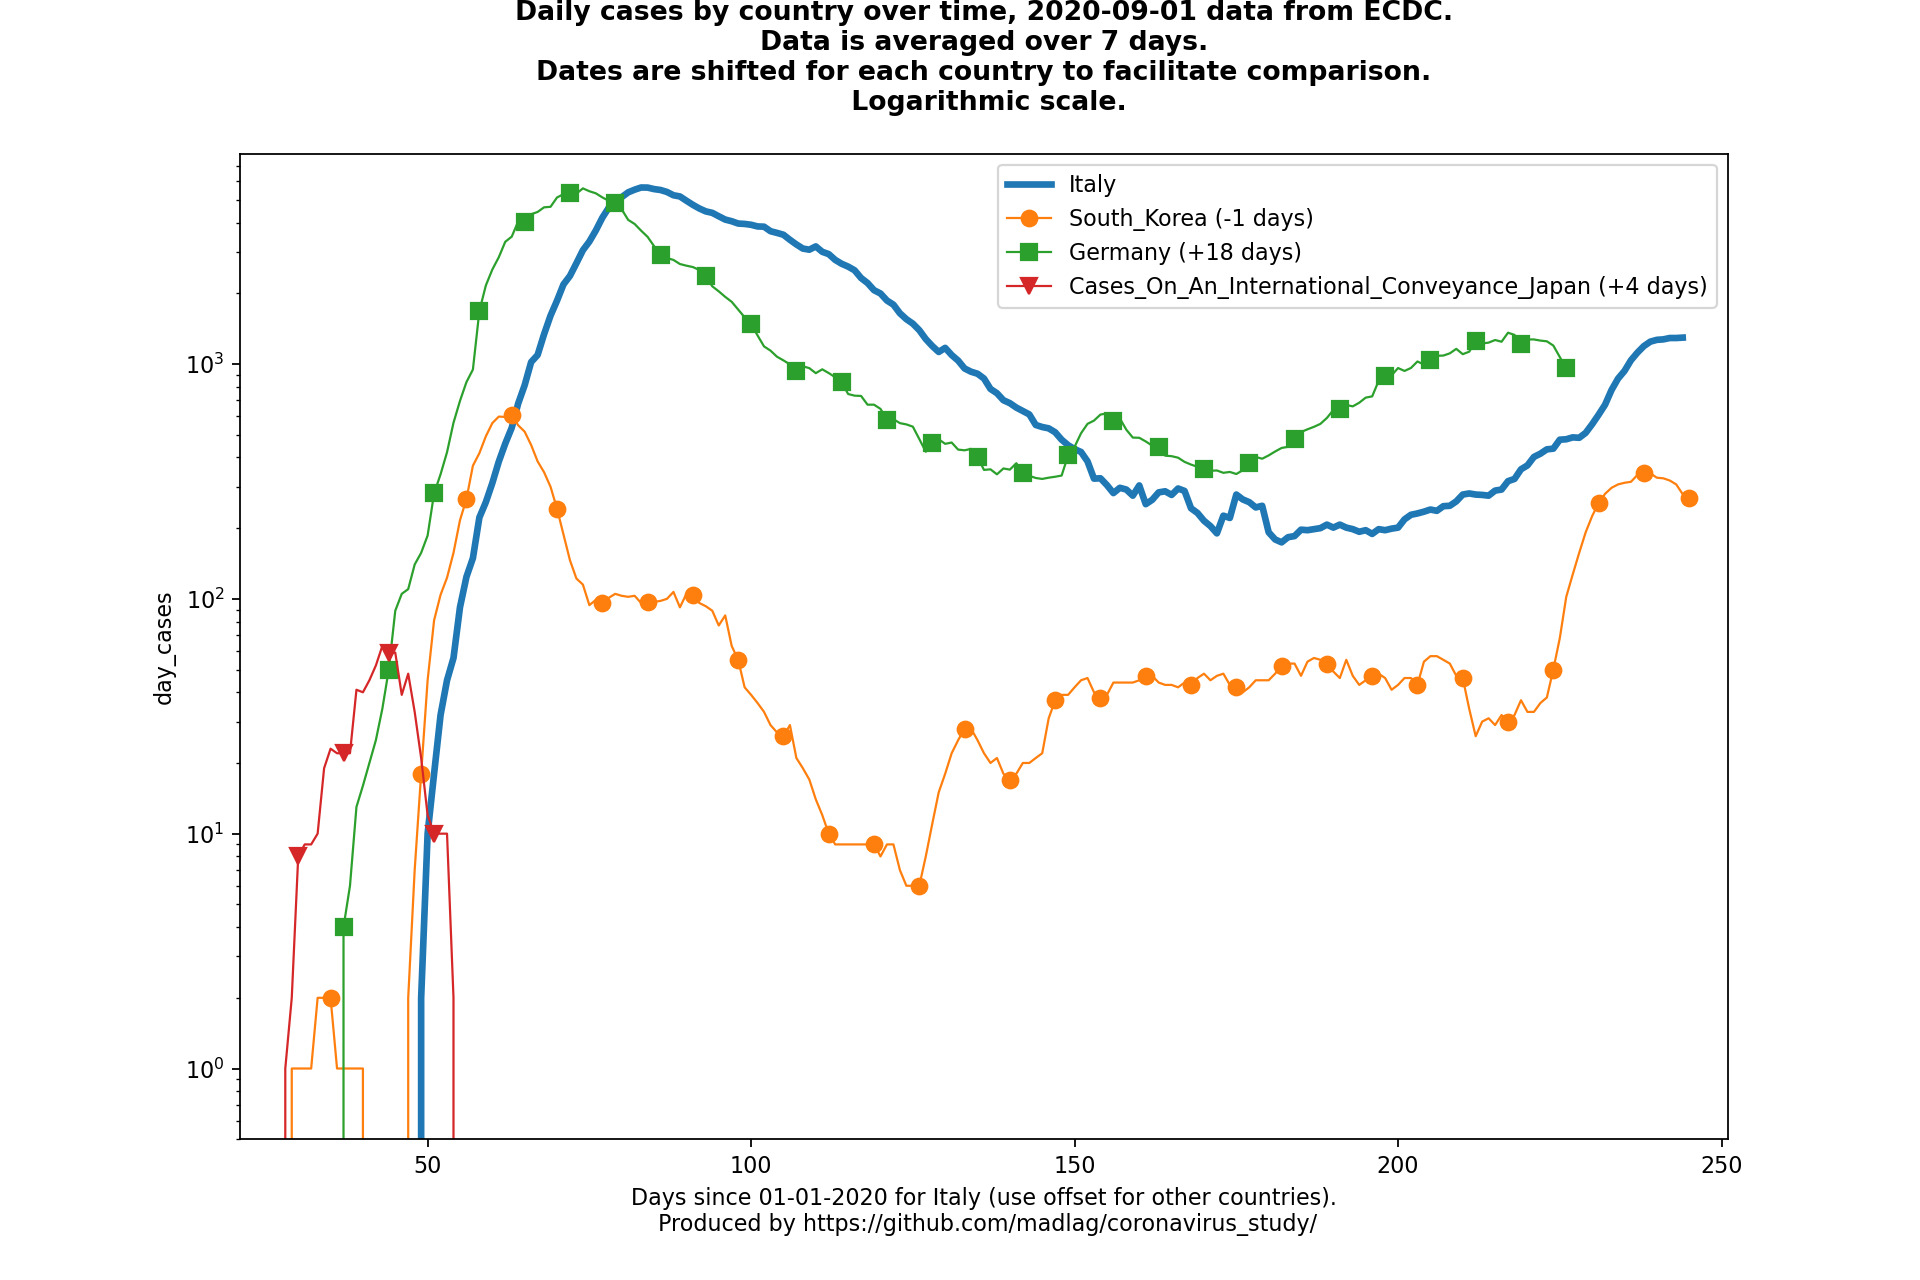 Daily cases by country over time, 2020-09-01 data from ECDC.
Data is averaged over 7 days.
Dates are shifted for each country to facilitate comparison.
Logarithmic scale.
Italy
South_Korea (-1 days)
Germany (+18 days)
Cases_On_An_International_Conveyance_Japan (+4 days)
day_cases
10³
10²
10¹
10⁰
50
100
150
200
250
Days since 01-01-2020 for Italy (use offset for other countries).
Produced by https://github.com/madlag/coronavirus_study/